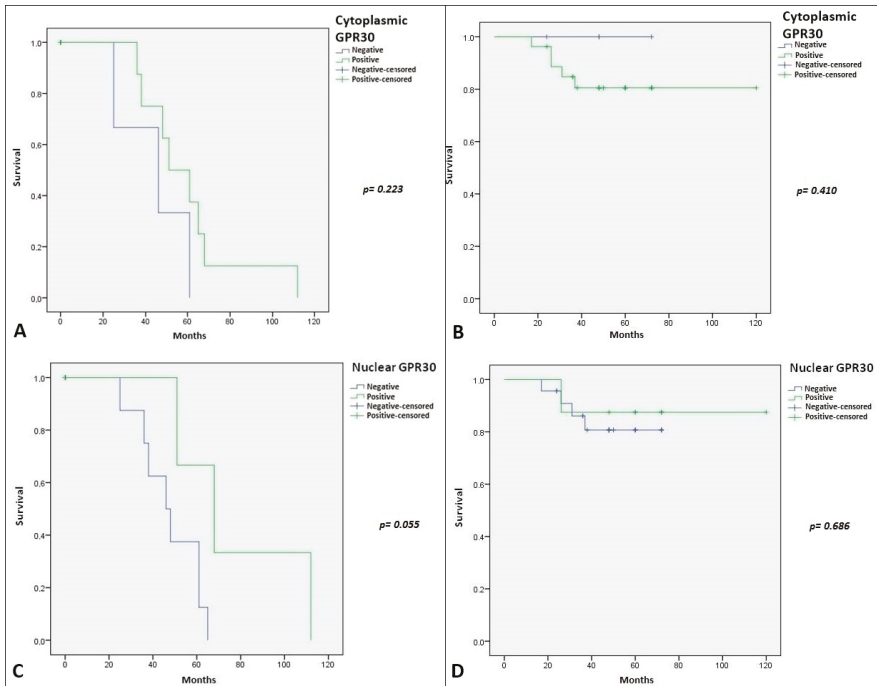 Cytoplasmic
GPR30
Negative
Positive
Negative-censored
Positive-censored
1,0
0,8
0,6
0,4
0,2
0,0
Survival
p= 0.223
0 20 40 60 80 100 120
Months
A
Cytoplasmic
GPR30
Negative
Positive
Negative-censored
Positive-censored
1,0
0,8
0,6
0,4
0,2
0,0
Survival
p= 0.410
0 20 40 60 80 100 120
Months
B
Nuclear GPR30
Negative
Positive
Negative-censored
Positive-censored
1,0
0,8
0,6
0,4
0,2
0,0
Survival
p= 0.055
0 20 40 60 80 100 120
Months
C
Nuclear GPR30
Negative
Positive
Negative-censored
Positive-censored
1,0
0,8
0,6
0,4
0,2
0,0
Survival
p= 0.686
0 20 40 60 80 100 120
Months
D